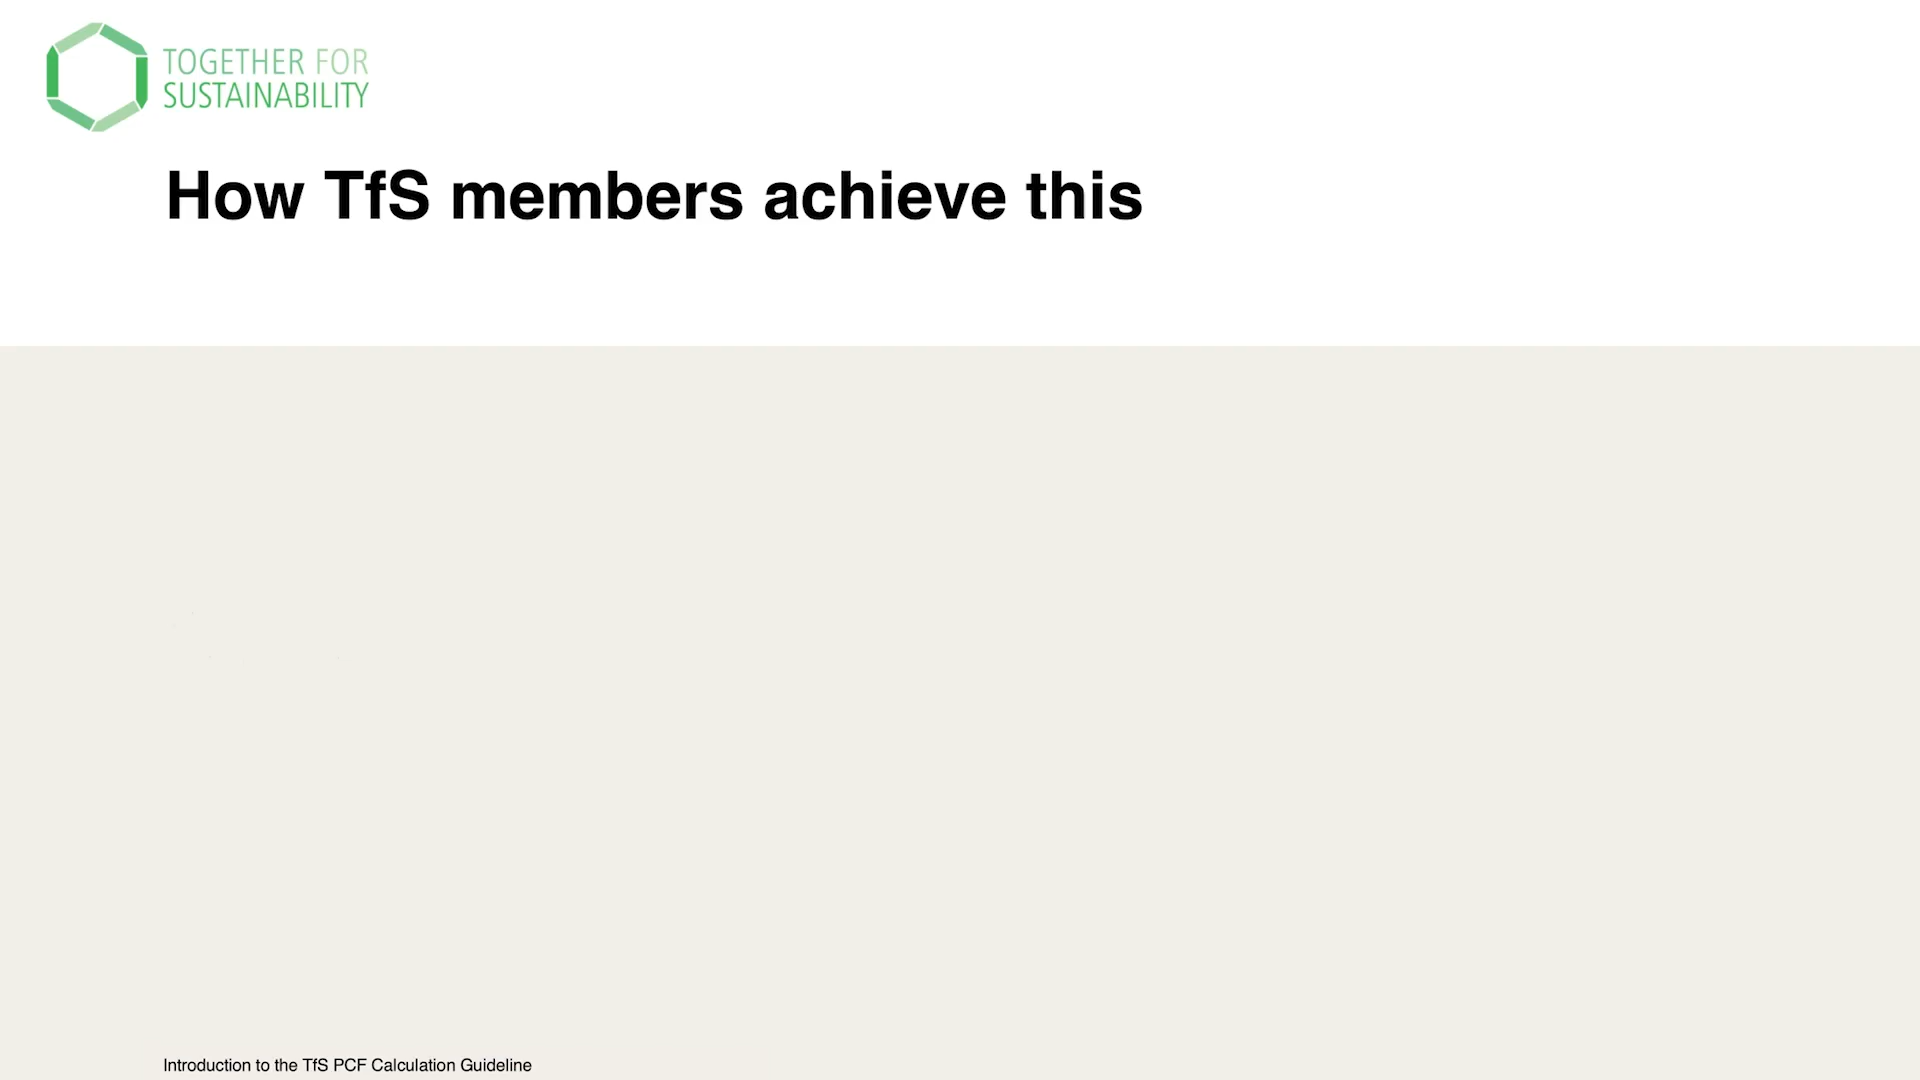 TOGETHER FOR
SUSTAINABILITY
How TfS members achieve this
Introduction to the TfS PCF Calculation Guideline